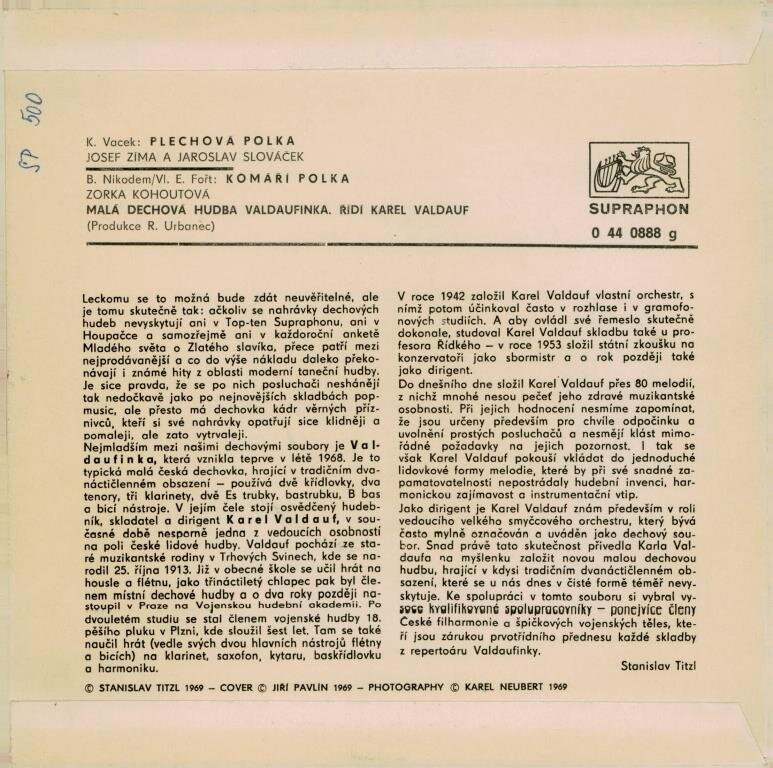 SP 500
K. Vacek: PLECHOVÁ POLKA
JOSEF ZÍMA A JAROSLAV SLOVÁČEK
B. Nikodem/Vl. E. Fořt: KOMÁŘÍ POLKA
ZORKA KOHOUTOVÁ
MALÁ DECHOVÁ HUDBA VALDAUFINKA. ŘÍDÍ KAREL VALDAUF
(Produkce R. Urbanec)
SUPRAPHON
0 44 0888 g
Leckomu se to možná bude zdát neuvěřitelné, ale
je tomu skutečně tak: ačkoliv se nahrávky dechových
hudeb nevyskytují ani v Top-ten Supraphonu, ani v
Houpačce a samozřejmě ani v každoroční anketě
Mladého světa o Zlatého slavíka, přece patří mezi
nejprodávanější a co do výše nákladu daleko překo-
návají i známé hity z oblasti moderní taneční hudby.
Je sice pravda, že se po nich posluchači neshánějí
tak nedočkavě jako po nejnovějších skladbách pop-
music, ale přesto má dechovka kádr věrných příz-
nivců, kteří si své nahrávky opatřují sice klidněji a
pomaleji, ale zato vytrvaleji.
Nejmladším mezi našimi dechovými soubory je Val-
daufinka, která vznikla teprve v létě 1968. Je to
typická malá česká dechovka, hrající v tradičním dva-
náctičlenném obsazení – používá dvě křídlovky, dva
tenory, tři klarinety, dvě Es trubky, bastrubku, B bas
a bicí nástroje. V jejím čele stojí osvědčený hudeb-
ník, skladatel a dirigent Karel Valdauf, v sou-
časné době nesporně jedna z vedoucích osobností
na poli české lidové hudby. Valdauf pochází ze sta-
ré muzikantské rodiny v Trhových Svinech, kde se na-
rodil 25. října 1913. Již v obecné škole se učil hrát na
housle a flétnu, jako třináctiletý chlapec pak byl čle-
nem místní dechové hudby a o dva roky později na-
stoupil v Praze na Vojenskou hudební akademii. Po
dvouletém studiu se stal členem vojenské hudby 18.
pěšího pluku v Plzni, kde sloužil šest let. Tam se také
naučil hrát (vedle svých dvou hlavních nástrojů flétny
a bicích) na klarinet, saxofon, kytaru, baskřídlovku
a harmoniku.
V roce 1942 založil Karel Valdauf vlastní orchestr, s
nímž potom účinkoval často v rozhlase i v gramofo-
nových studiích. A aby ovládl své řemeslo skutečně
dokonale, studoval Karel Valdauf skladbu také u pro-
fesora Řídkého – v roce 1953 složil státní zkoušku na
konzervatoři jako sbormistr a o rok později také
jako dirigent.
Do dnešního dne složil Karel Valdauf přes 80 melodií,
z nichž mnohé nesou pečeť jeho zdravé muzikantské
osobnosti. Při jejich hodnocení nesmíme zapomínat,
že jsou určeny především pro chvíle odpočinku a
uvolnění prostých posluchačů a nesmějí klást mimo-
řádné požadavky na jejich pozornost. I tak se
však Karel Valdauf pokouší vkládat do jednoduché
lidovkové formy melodie, které by při své snadné za-
pamatovatelnosti nepostrádaly hudební invenci, har-
monickou zajímavost a instrumentační vtip.
Jako dirigent je Karel Valdauf znám především v roli
vedoucího velkého smyčcového orchestru, který bývá
často mylně označován a uváděn jako dechový sou-
bor. Snad právě tato skutečnost přivedla Karla Val-
daufa na myšlenku založit novou malou dechovou
hudbu, hrající v kdysi tradičním dvanáctičlenném ob-
sazení, které se u nás dnes v čisté formě téměř nevy-
skytuje. Ke spolupráci v tomto souboru si vybral vy-
soce kvalifikované spolupracovníky – ponejvíce členy
České filharmonie a špičkových vojenských těles, kte-
ří jsou zárukou prvotřídního přednesu každé skladby
z repertoáru Valdaufinky.
Stanislav Titzl
© STANISLAV TITZL 1969 – COVER © JIŘÍ PAVLÍN 1969 – PHOTOGRAPHY © KAREL NEUBERT 1969